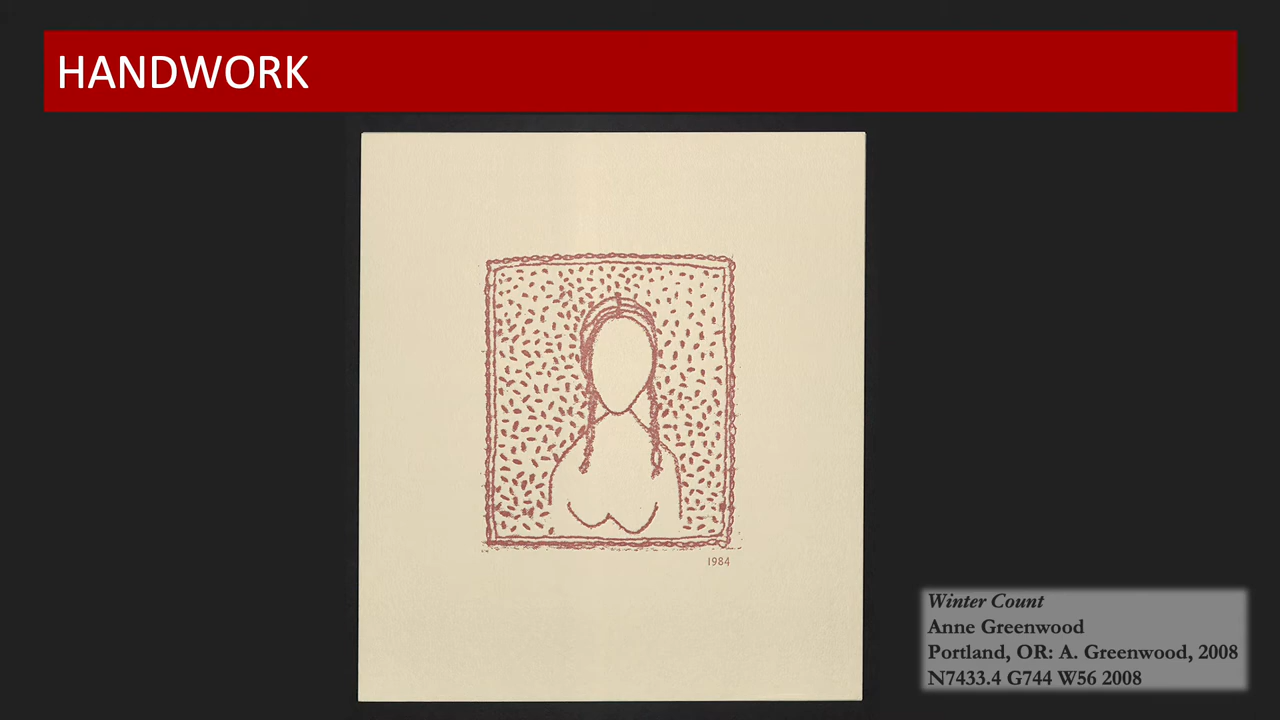 HANDWORK
1984
Winter Count
Anne Greenwood
Portland, OR: A. Greenwood, 2008
N7433.4 G744 W56 2008